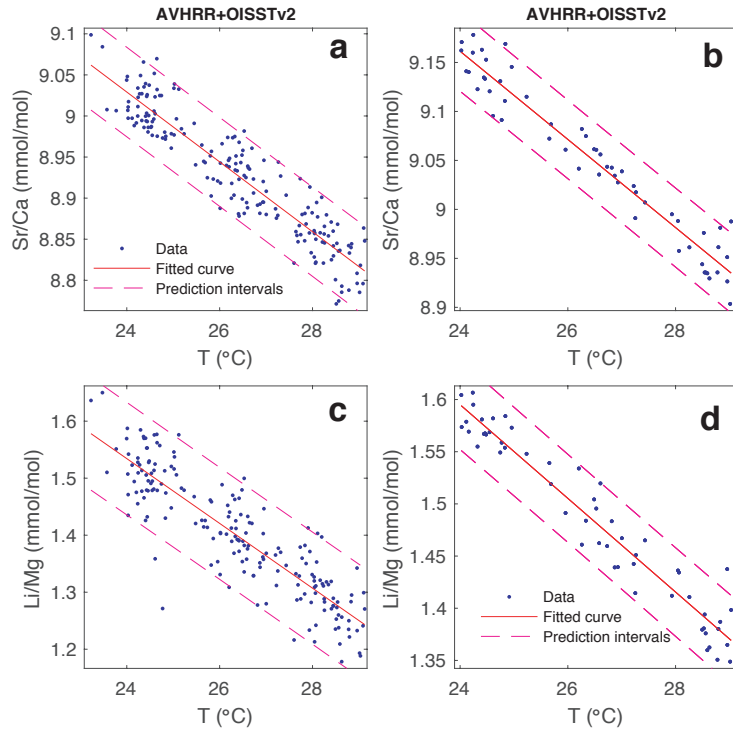 AVHRR+OISSTv2
a
Sr/Ca (mmol/mol)
9.1
9.05
9
8.95
8.9
8.85
8.8
Data
Fitted curve
Prediction intervals
24 26 28
T (°C)
AVHRR+OISSTv2
b
Sr/Ca (mmol/mol)
9.15
9.1
9.05
9
8.95
8.9
24 26 28
T (°C)
c
Li/Mg (mmol/mol)
1.6
1.5
1.4
1.3
1.2
24 26 28
T (°C)
d
Li/Mg (mmol/mol)
1.6
1.55
1.5
1.45
1.4
1.35
Data
Fitted curve
Prediction intervals
24 26 28
T (°C)